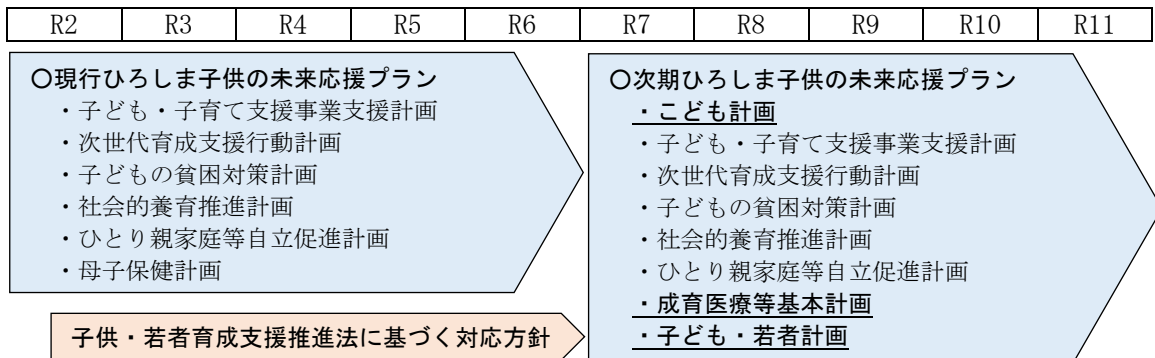 R2 R3 R4 R5 R6 R7 R8 R9 R10 R11
〇現行ひろしま子供の未来応援プラン
・子ども・子育て支援事業支援計画
・次世代育成支援行動計画
・子どもの貧困対策計画
・社会的養育推進計画
・ひとり親家庭等自立促進計画
・母子保健計画
子供・若者育成支援推進法に基づく対応方針
〇次期ひろしま子供の未来応援プラン
・こども計画
・子ども・子育て支援事業支援計画
・次世代育成支援行動計画
・子どもの貧困対策計画
・社会的養育推進計画
・ひとり親家庭等自立促進計画
・成育医療等基本計画
・子ども・若者計画